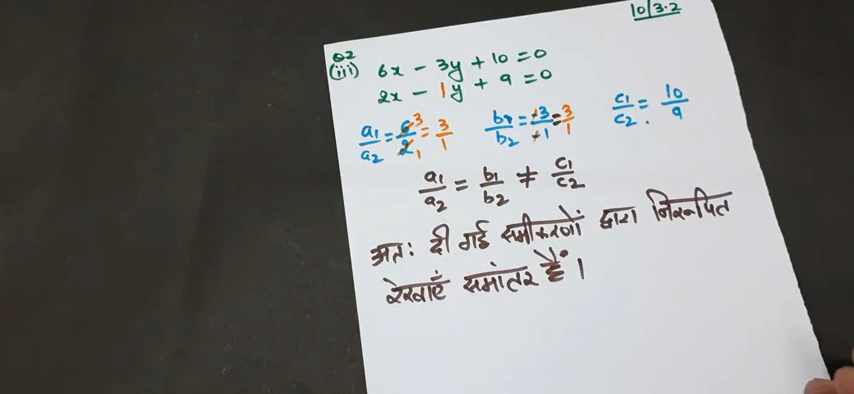 10/3.2
Q2
(iii) 6x - 3y + 10 = 0
2x - 1y + 9 = 0
a1/a2 = 6/2 3/1 = 3/1 b1/b2 = -3/-1 = 3/1 c1/c2 = 10/9
a1/a2 = b1/b2 ≠ c1/c2
अतः दी गई समीकरणों द्वारा निरूपित
रेखाएँ समांतर हैं ।